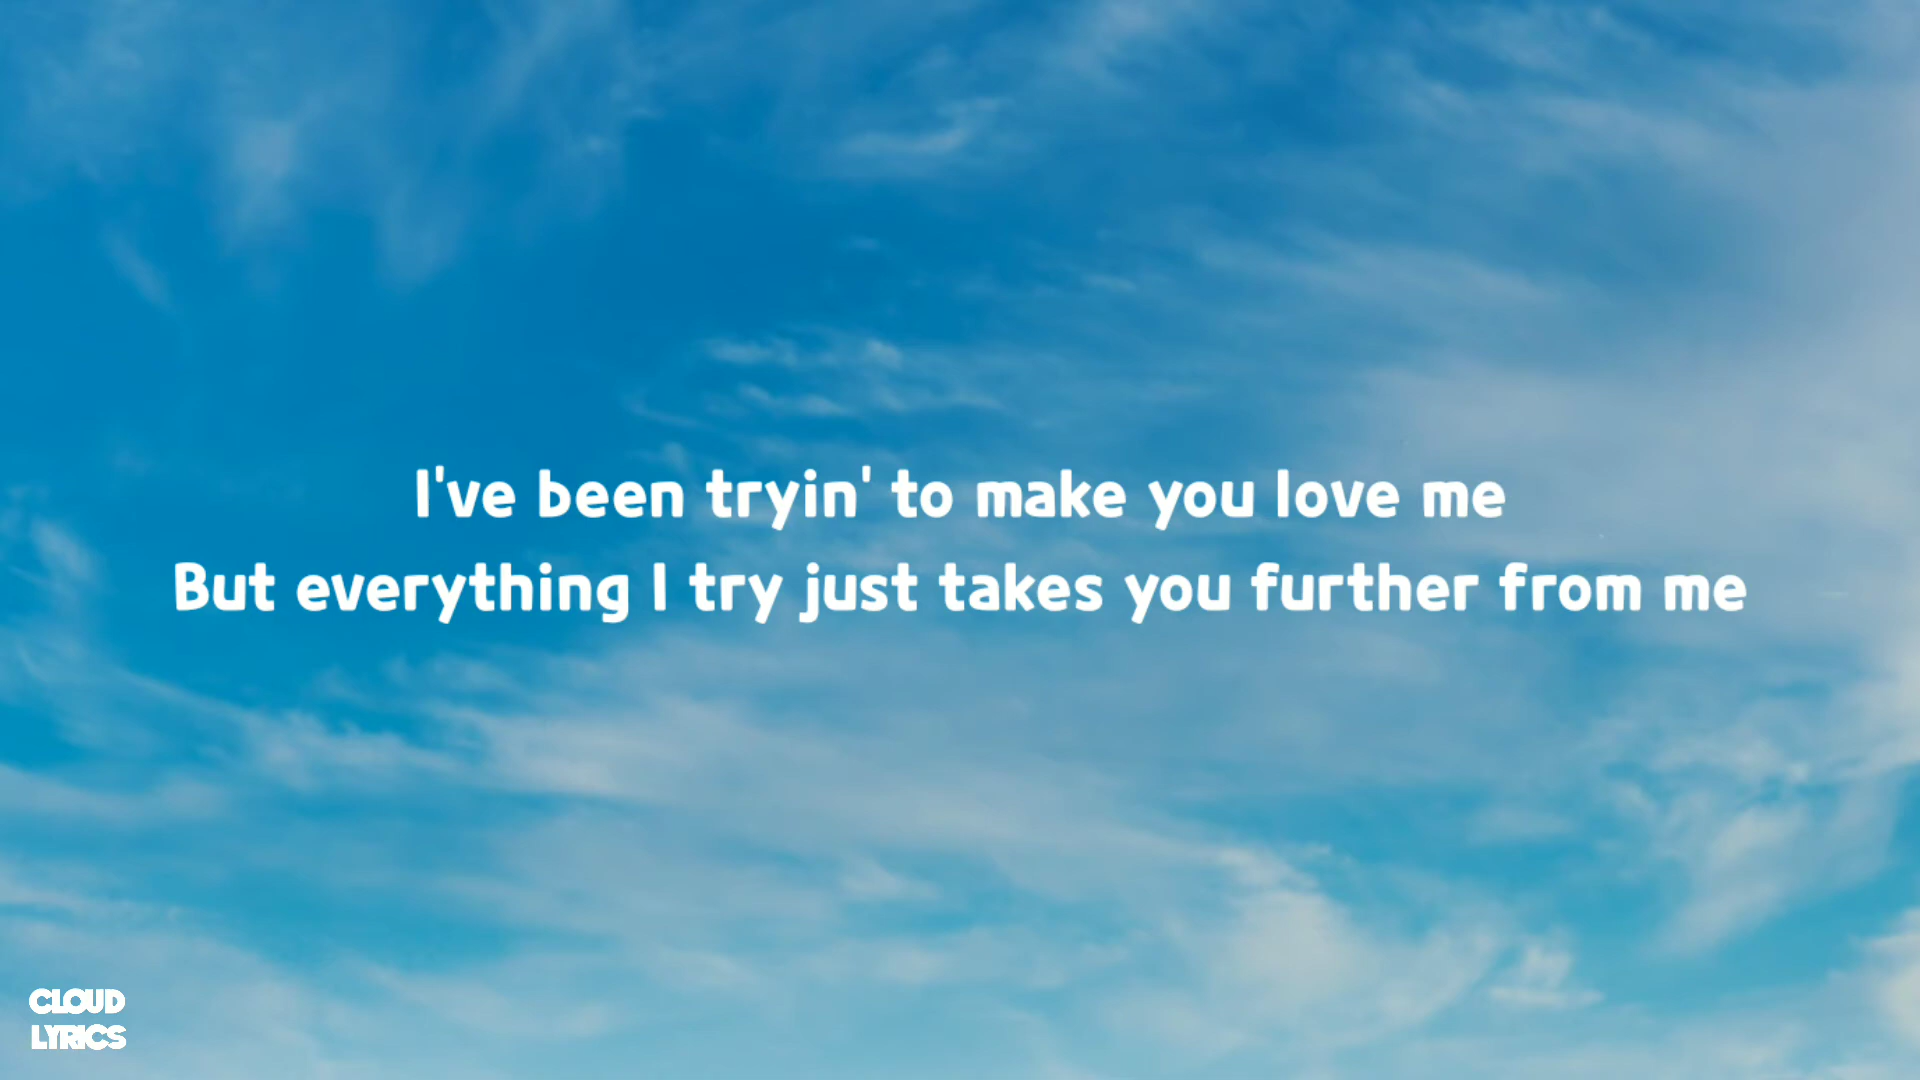 I've been tryin' to make you love me
But everything I try just takes you further from me
CLOUD
LYRICS